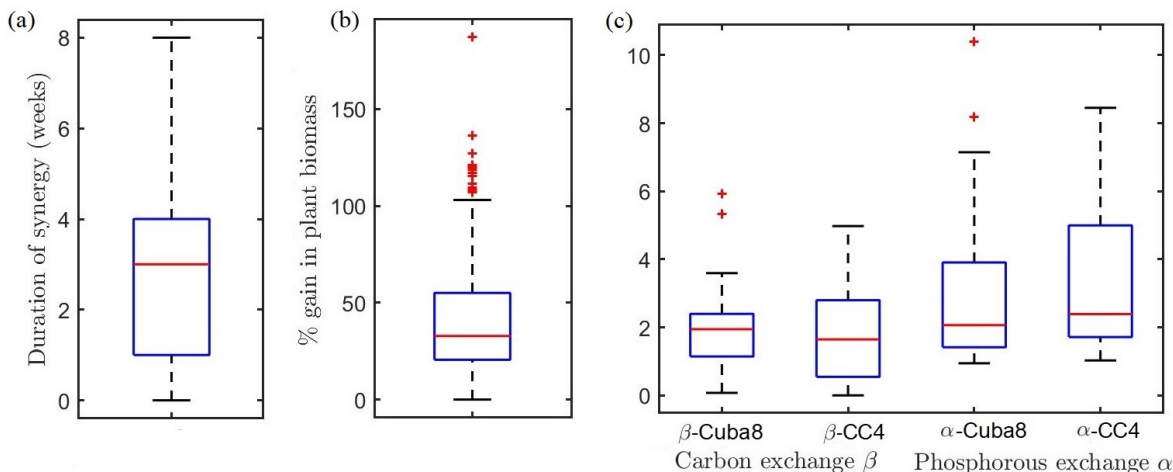 (a)
Duration of synergy (weeks)
8
6
4
2
0
(b)
% gain in plant biomass
150
100
50
0
(c)
10
8
6
4
2
0
β-Cuba8 β-CC4 α-Cuba8 α-CC4
Carbon exchange β Phosphorous exchange α